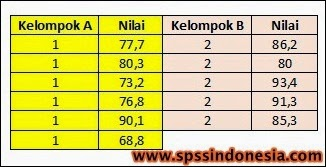 Kelompok A Nilai Kelompok B Nilai
1 77,7 2 86,2
1 80,3 2 80
1 73,2 2 93,4
1 76,8 2 91,3
1 90,1 2 85,3
1 68,8
www.spssindonesia.com